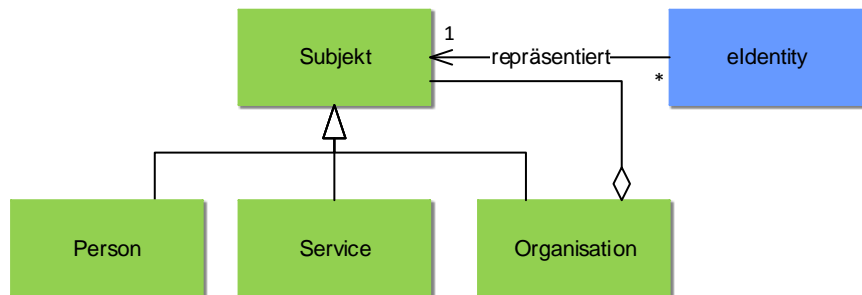 1
Subjekt
repräsentiert
eIdentity
*
Person
Service
Organisation